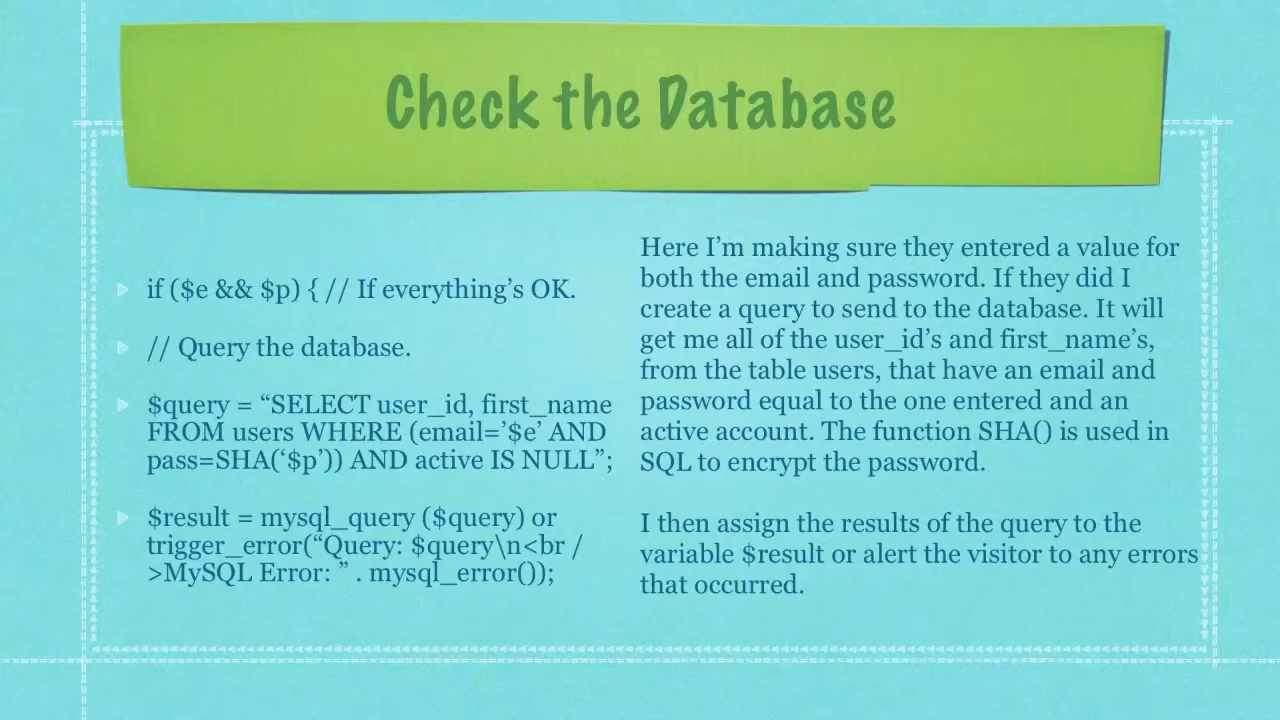 Check the Database
if ($e && $p) { // If everything’s OK.
// Query the database.
$query = “SELECT user_id, first_name
FROM users WHERE (email=’$e’ AND
pass=SHA(‘$p’)) AND active IS NULL”;
$result = mysql_query ($query) or
trigger_error(“Query: $query\n<br /
>MySQL Error: ” . mysql_error());
Here I’m making sure they entered a value for
both the email and password. If they did I
create a query to send to the database. It will
get me all of the user_id’s and first_name’s,
from the table users, that have an email and
password equal to the one entered and an
active account. The function SHA() is used in
SQL to encrypt the password.
I then assign the results of the query to the
variable $result or alert the visitor to any errors
that occurred.